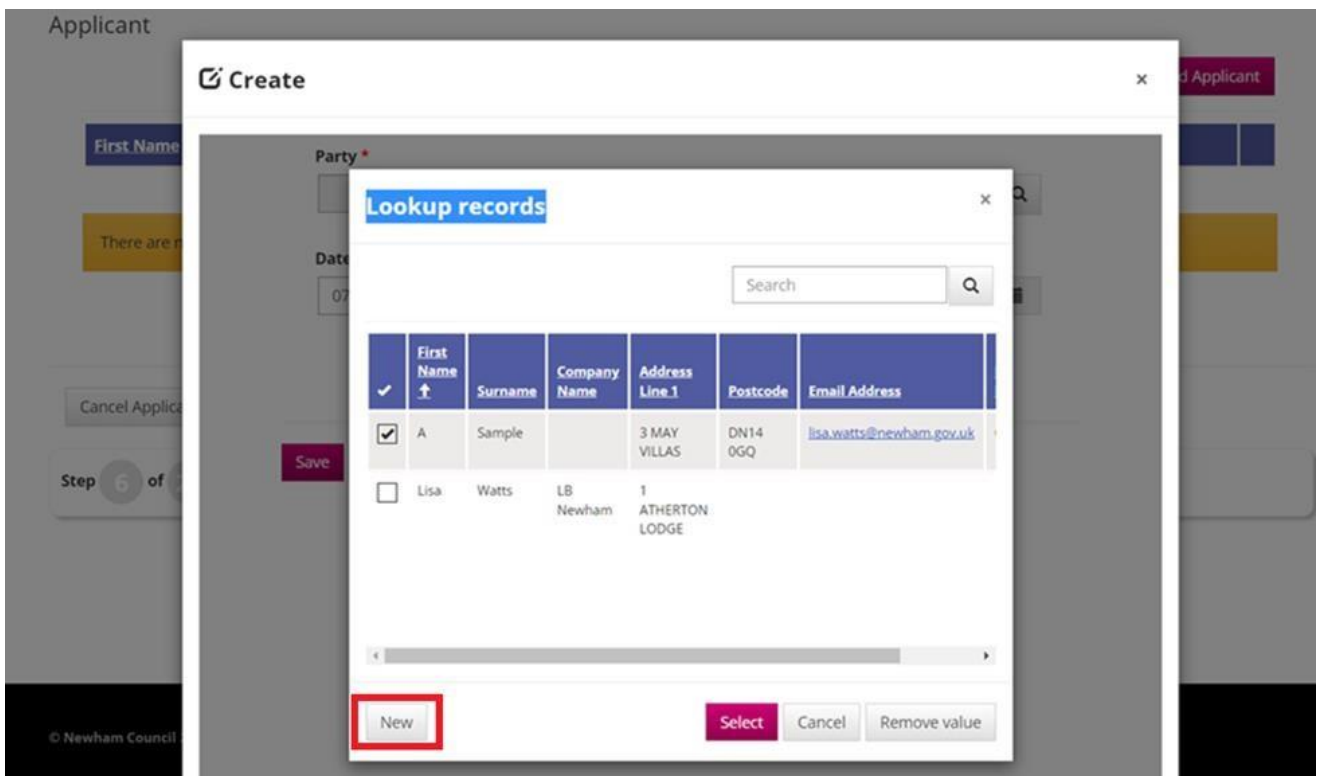 Applicant
Create
×
d Applicant
First Name
Party *
There are n
Lookup records
×
Date
07
Search
First Name ↑
Surname
Company Name
Address Line 1
Postcode
Email Address
A
Sample
3 MAY VILLAS
DN14 0GQ
lisa.watts@newham.gov.uk
Lisa
Watts
LB Newham
1 ATHERTON LODGE
Cancel Applica
Save
Step 6 of
New
Select
Cancel
Remove value
© Newham Council